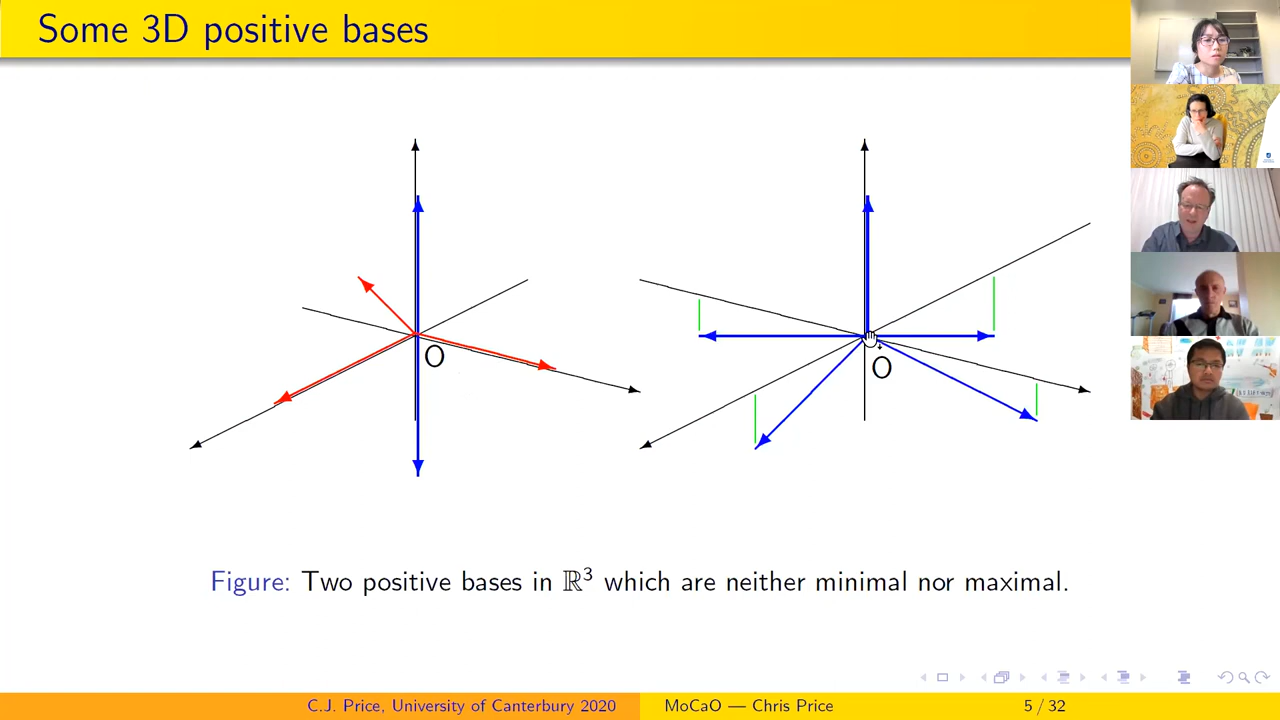 Some 3D positive bases
O
O
Figure: Two positive bases in ℝ³ which are neither minimal nor maximal.
C.J. Price, University of Canterbury 2020 MoCaO — Chris Price 5 / 32